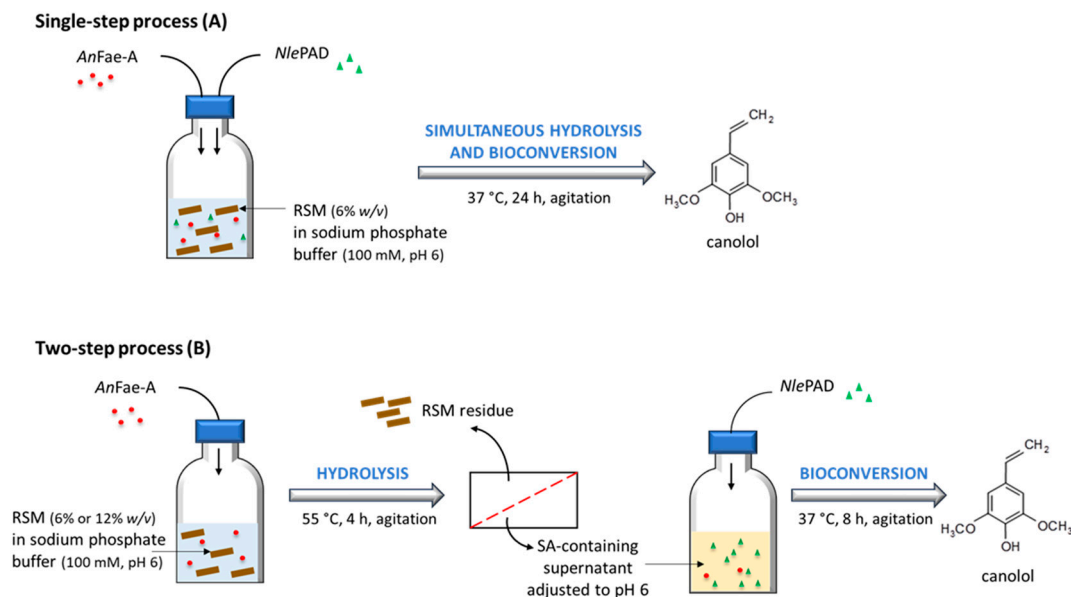 Single-step process (A)
AnFae-A
NlePAD
SIMULTANEOUS HYDROLYSIS
AND BIOCONVERSION
37 °C, 24 h, agitation
RSM (6% w/v)
in sodium phosphate
buffer (100 mM, pH 6)
CH₂
H₃CO
OCH₃
OH
canolol
Two-step process (B)
AnFae-A
RSM (6% or 12% w/v)
in sodium phosphate
buffer (100 mM, pH 6)
HYDROLYSIS
55 °C, 4 h, agitation
RSM residue
SA-containing
supernatant
adjusted to pH 6
NlePAD
BIOCONVERSION
37 °C, 8 h, agitation
CH₂
H₃CO
OCH₃
OH
canolol